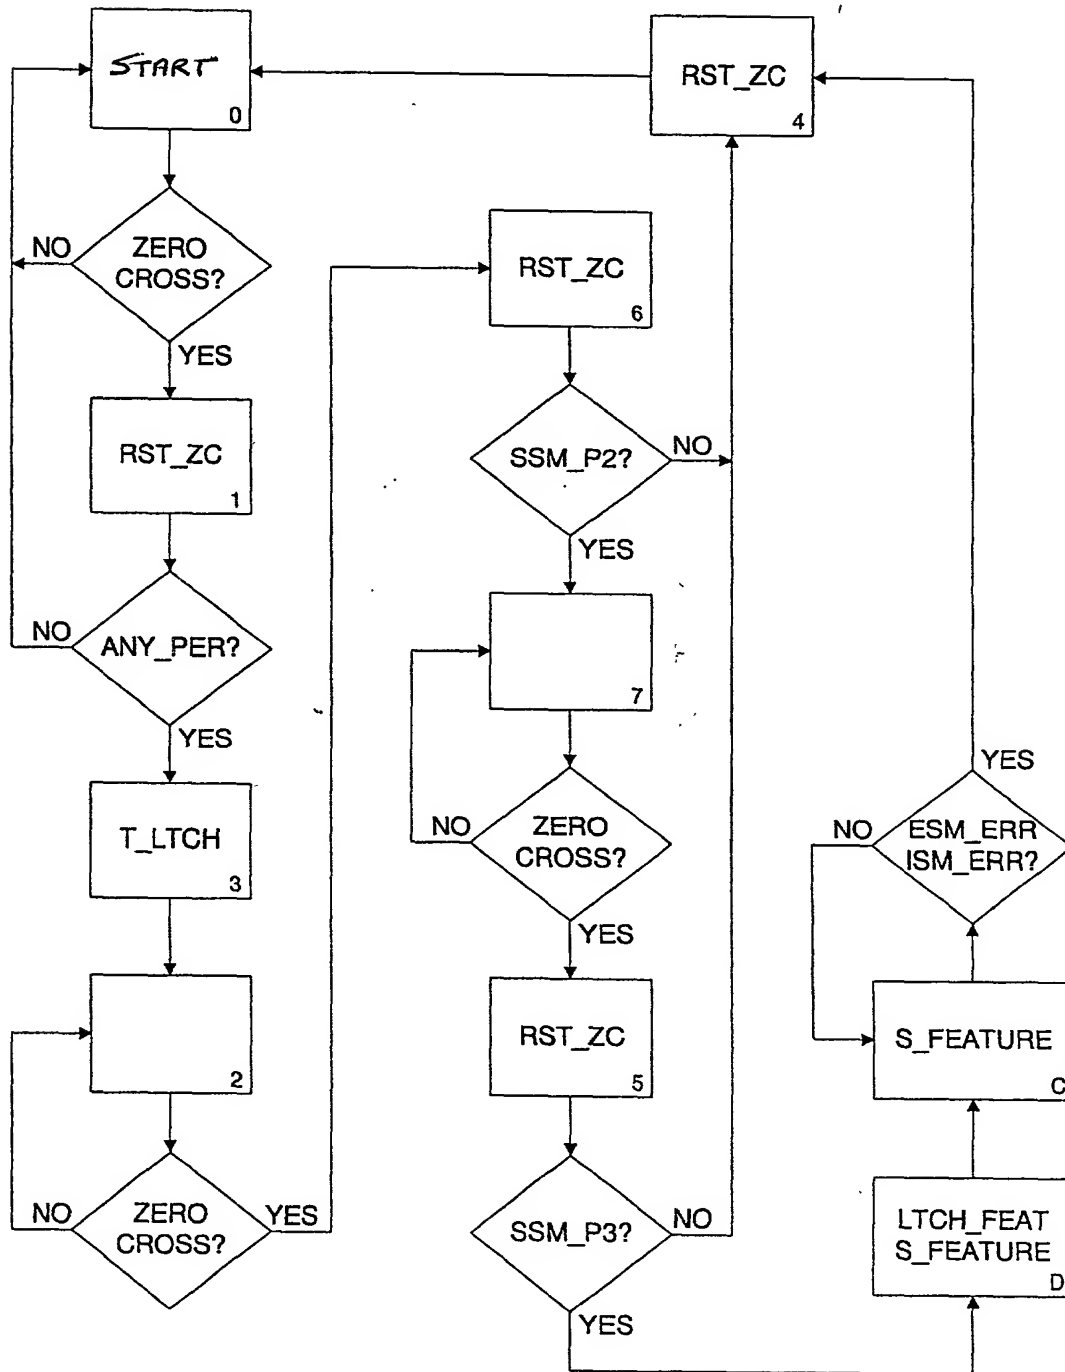 START
0
NO
ZERO
CROSS?
YES
RST_ZC
1
NO
ANY_PER?
YES
T_LTCH
3
2
NO
ZERO
CROSS?
YES
RST_ZC
4
RST_ZC
6
SSM_P2?
NO
YES
7
NO
ZERO
CROSS?
YES
RST_ZC
5
SSM_P3?
NO
YES
YES
NO
ESM_ERR
ISM_ERR?
S_FEATURE
C
LTCH_FEAT
S_FEATURE
D